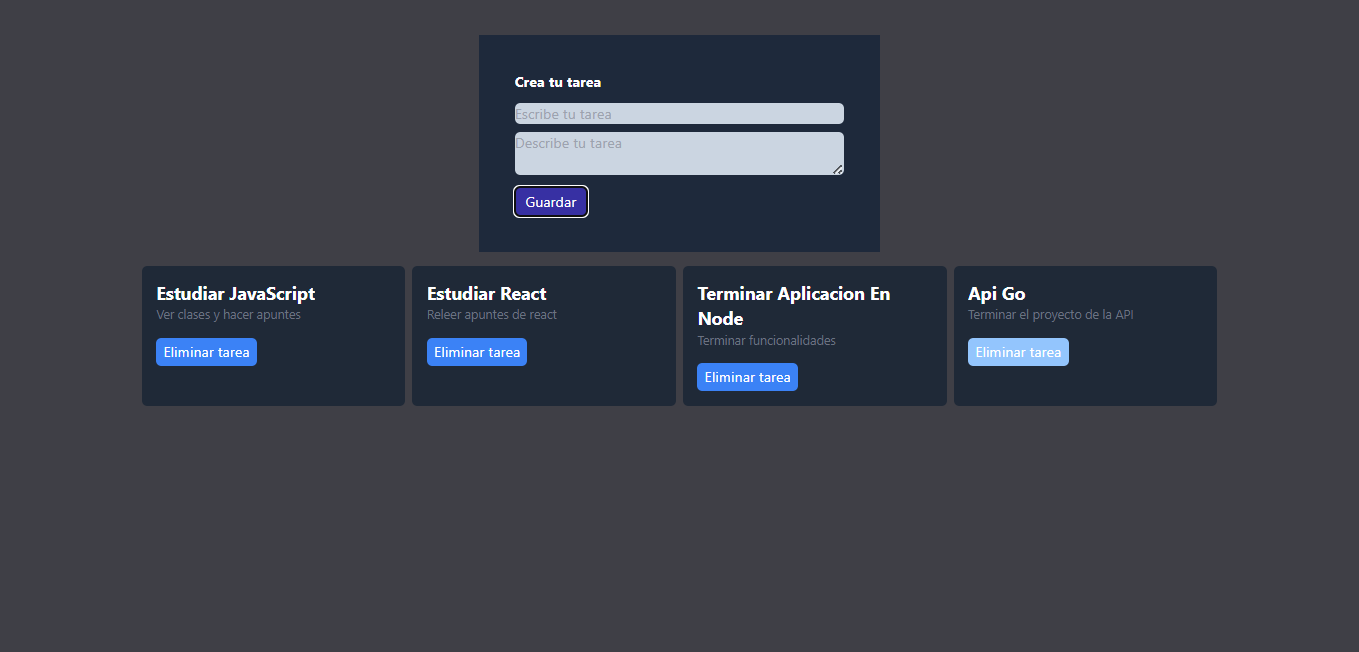 Crea tu tarea
Escribe tu tarea
Describe tu tarea
Guardar
Estudiar JavaScript
Ver clases y hacer apuntes
Eliminar tarea
Estudiar React
Releer apuntes de react
Eliminar tarea
Terminar Aplicacion En
Node
Terminar funcionalidades
Eliminar tarea
Api Go
Terminar el proyecto de la API
Eliminar tarea